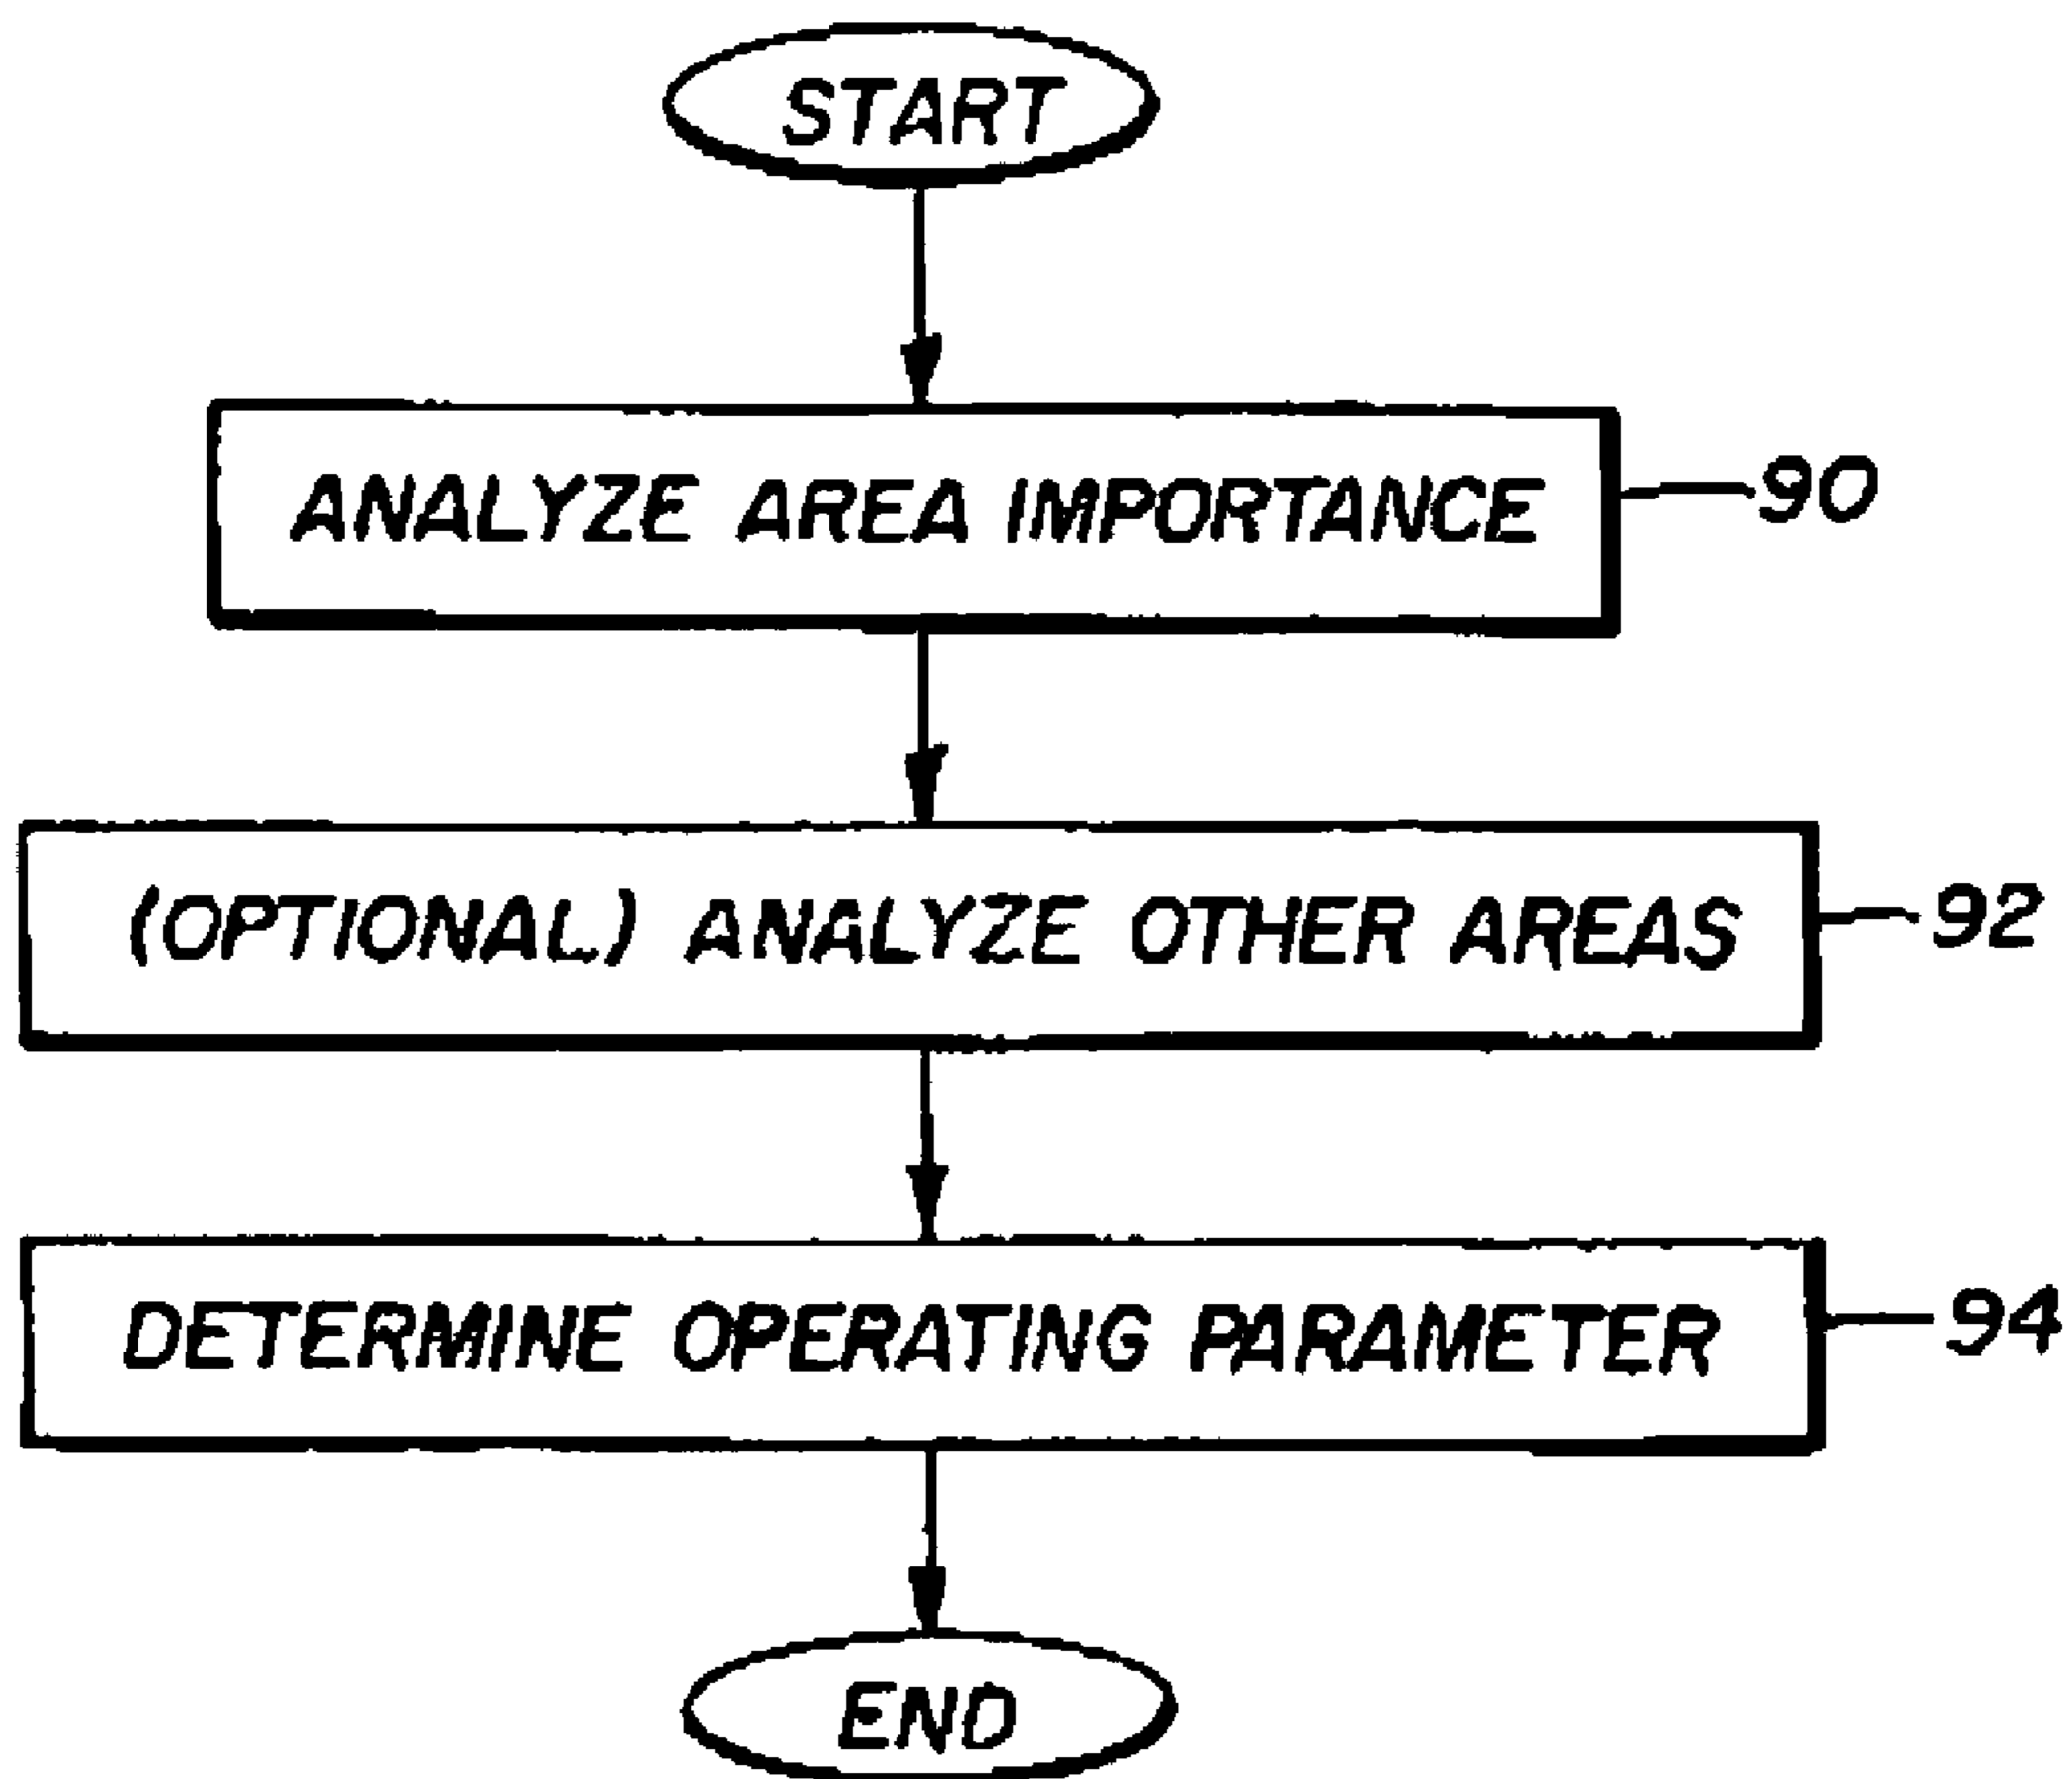 START
ANALYZE AREA IMPORTANCE
90
(OPTIONAL) ANALYZE OTHER AREAS
92
DETERMINE OPERATING PARAMETER
94
END